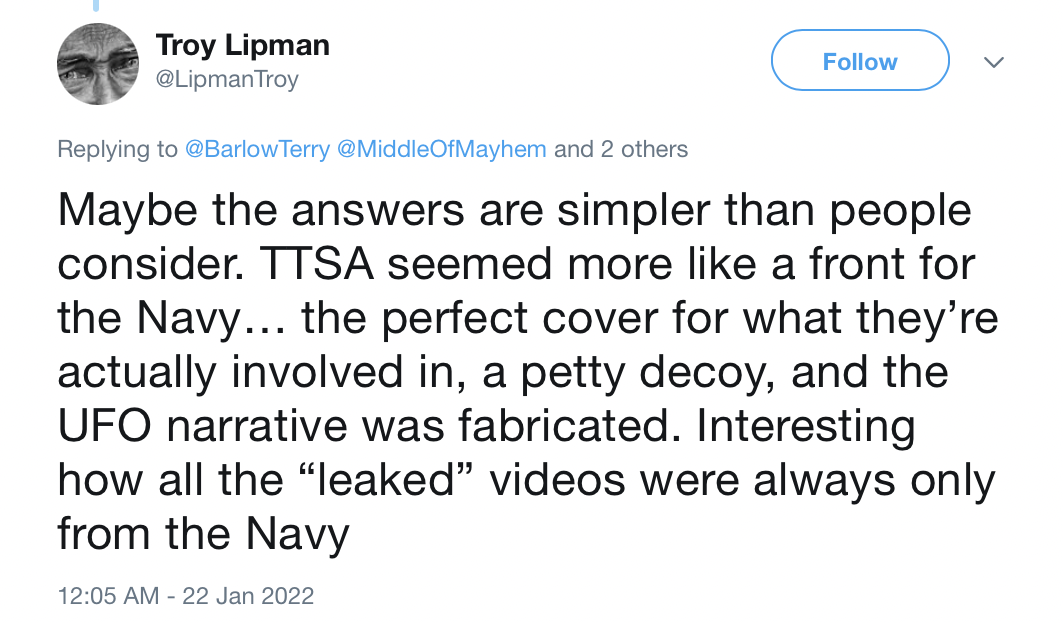 Troy Lipman
@LipmanTroy
Follow
Replying to @BarlowTerry @MiddleOfMayhem and 2 others
Maybe the answers are simpler than people
consider. TTSA seemed more like a front for
the Navy… the perfect cover for what they’re
actually involved in, a petty decoy, and the
UFO narrative was fabricated. Interesting
how all the “leaked” videos were always only
from the Navy
12:05 AM - 22 Jan 2022